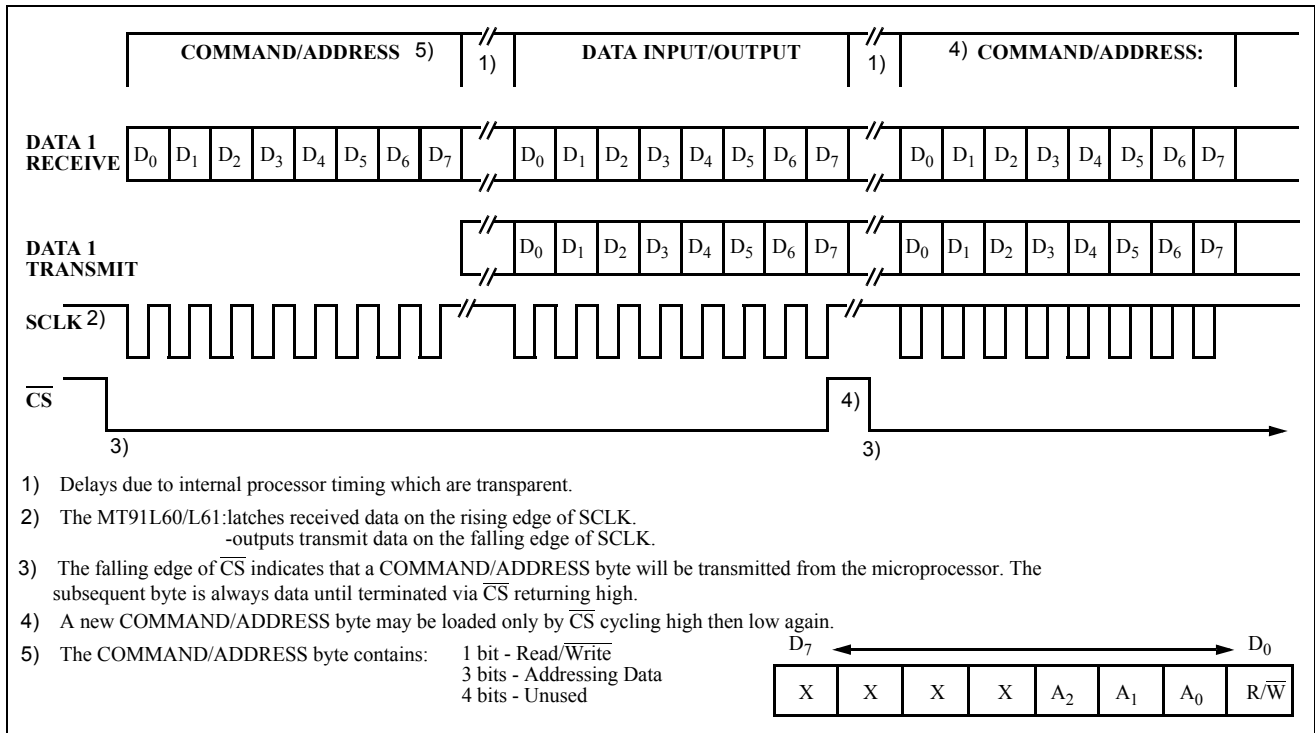 COMMAND/ADDRESS 5)
1)
DATA INPUT/OUTPUT
1)
4) COMMAND/ADDRESS:
DATA 1
RECEIVE
D0 D1 D2 D3 D4 D5 D6 D7
D0 D1 D2 D3 D4 D5 D6 D7
D0 D1 D2 D3 D4 D5 D6 D7
DATA 1
TRANSMIT
D0 D1 D2 D3 D4 D5 D6 D7
D0 D1 D2 D3 D4 D5 D6 D7
SCLK 2)
C̅S̅
3)
4)
3)
1) Delays due to internal processor timing which are transparent.
2) The MT91L60/L61:latches received data on the rising edge of SCLK.
-outputs transmit data on the falling edge of SCLK.
3) The falling edge of C̅S̅ indicates that a COMMAND/ADDRESS byte will be transmitted from the microprocessor. The
subsequent byte is always data until terminated via C̅S̅ returning high.
4) A new COMMAND/ADDRESS byte may be loaded only by C̅S̅ cycling high then low again.
5) The COMMAND/ADDRESS byte contains:
1 bit - Read/W̅r̅i̅t̅e̅
3 bits - Addressing Data
4 bits - Unused
D7 D0
X X X X A2 A1 A0 R/W̅